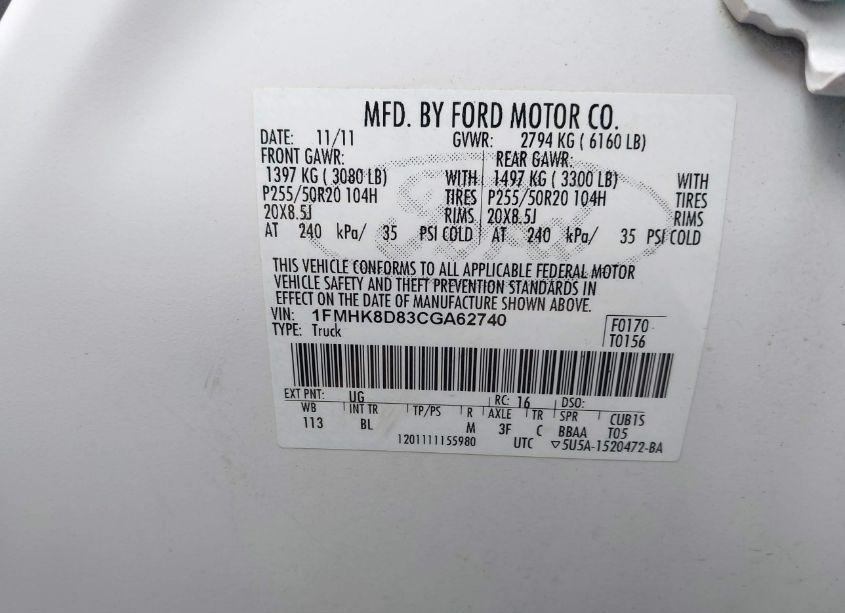 MFD. BY FORD MOTOR CO.
DATE: 11/11 GVWR: 2794 KG ( 6160 LB)
FRONT GAWR: REAR GAWR:
1397 KG ( 3080 LB) WITH 1497 KG ( 3300 LB) WITH
P255/50R20 104H TIRES P255/50R20 104H TIRES
20X8.5J RIMS 20X8.5J RIMS
AT 240 kPa/ 35 PSI COLD AT 240 kPa/ 35 PSI COLD
THIS VEHICLE CONFORMS TO ALL APPLICABLE FEDERAL MOTOR
VEHICLE SAFETY AND THEFT PREVENTION STANDARDS IN
EFFECT ON THE DATE OF MANUFACTURE SHOWN ABOVE.
VIN: 1FMHK8D83CGA62740 F0170
TYPE: Truck T0156
EXT PNT: UG RC: 16 DSO:
WB INT TR TP/PS R AXLE TR SPR CUB1S
113 BL M 3F C BBAA T05
1201111155980 UTC ▽5U5A-1520472-BA